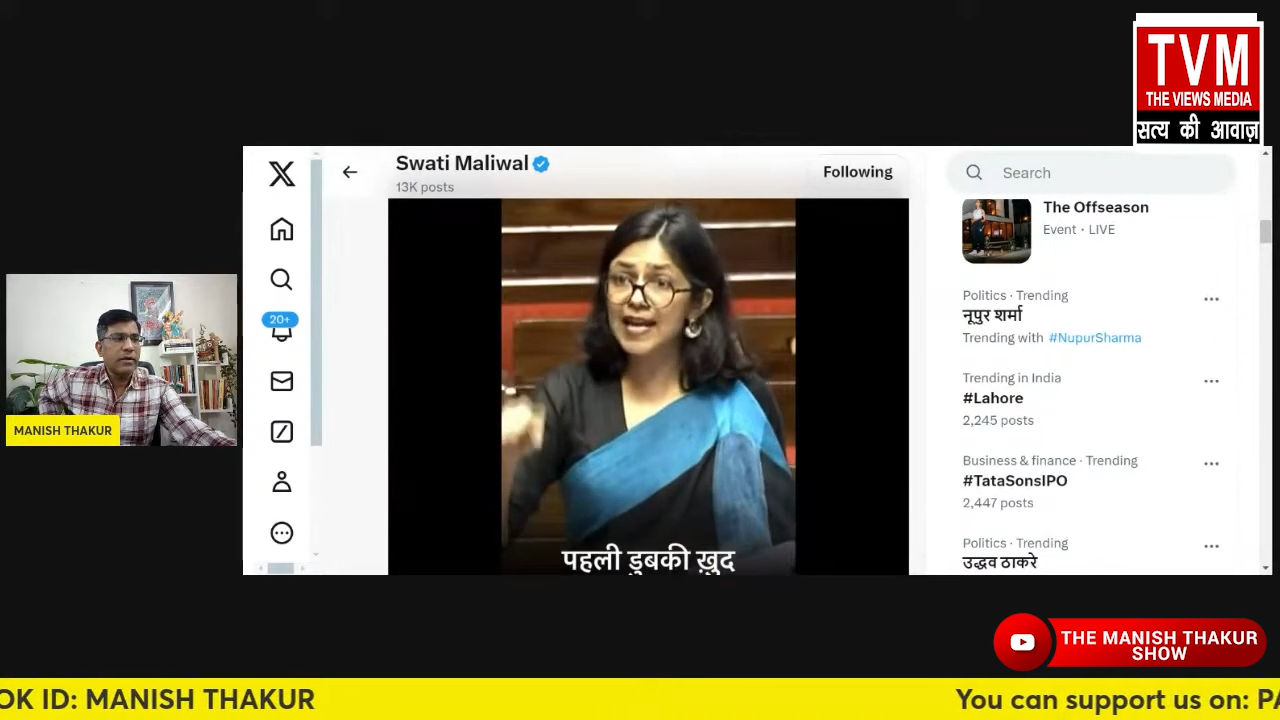 TVM
THE VIEWS MEDIA
सत्य की आवाज़
Swati Maliwal
13K posts
Following
Search
The Offseason
Event · LIVE
20+
Politics · Trending
नूपुर शर्मा
Trending with #NupurSharma
Trending in India
#Lahore
2,245 posts
Business & finance · Trending
#TataSonsIPO
2,447 posts
Politics · Trending
उद्धव ठाकरे
पहली डुबकी ख़ुद
MANISH THAKUR
THE MANISH THAKUR
SHOW
OK ID: MANISH THAKUR
You can support us on: PA